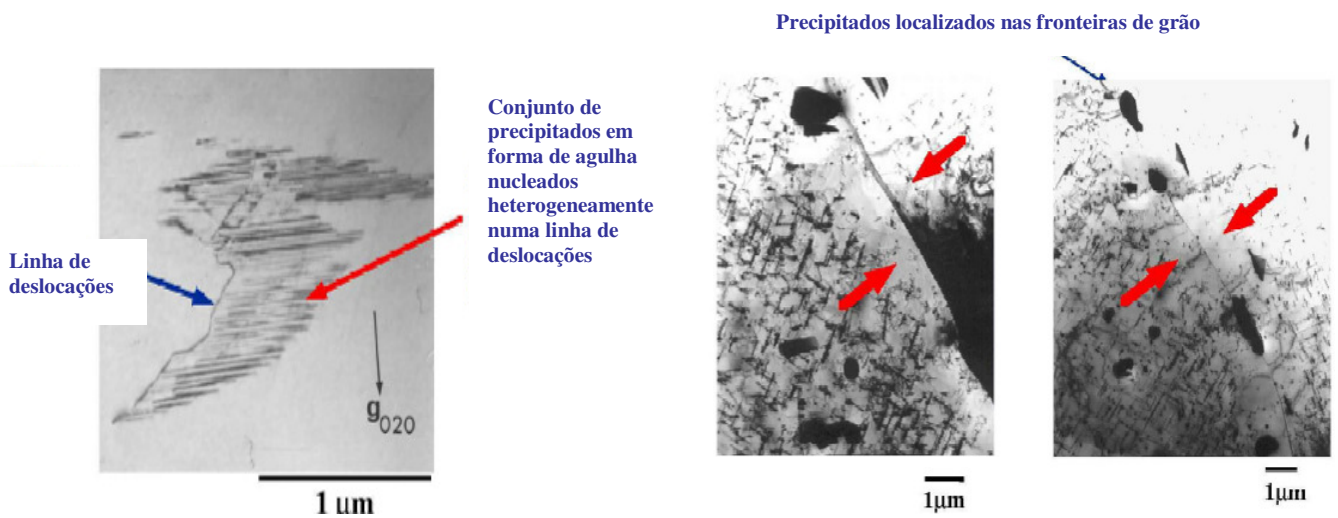 Precipitados localizados nas fronteiras de grão
Conjunto de
precipitados em
forma de agulha
nucleados
heterogeneamente
numa linha de
deslocações
Linha de
deslocações
g020
1 µm
1µm
1µm